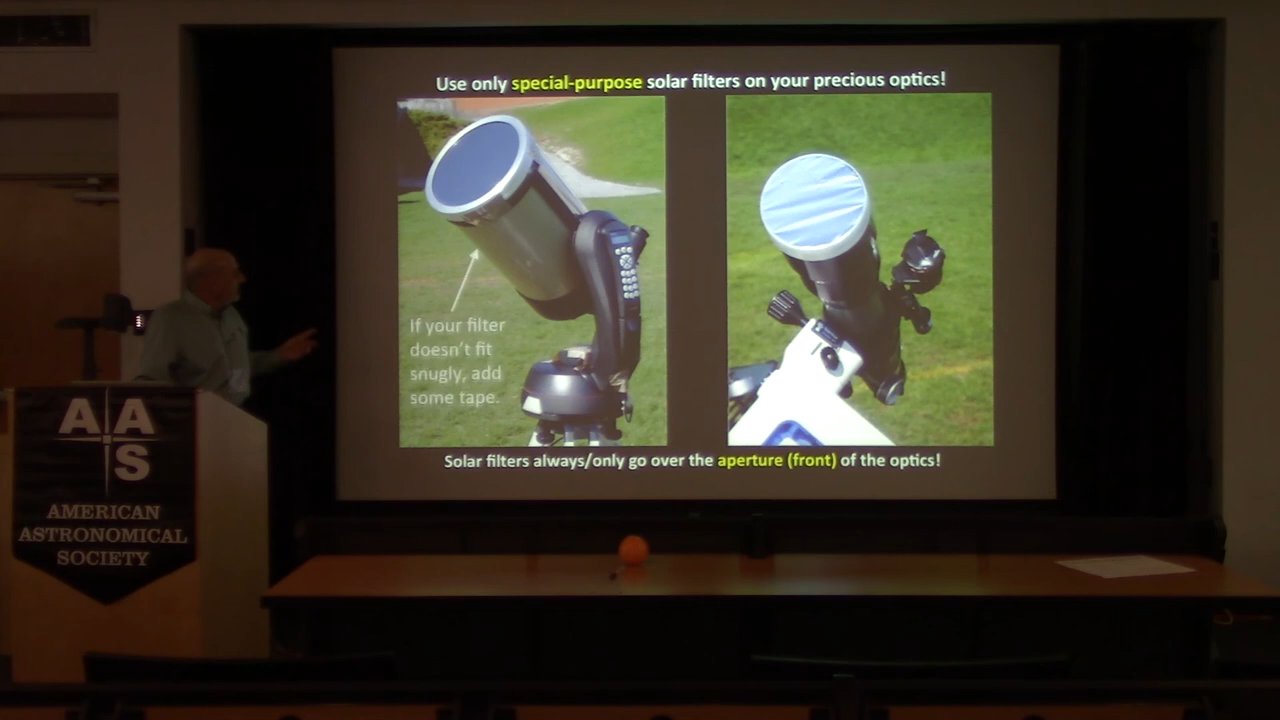 Use only special-purpose solar filters on your precious optics!
If your filter
doesn't fit
snugly, add
some tape.
Solar filters always/only go over the aperture (front) of the optics!
A A
S
AMERICAN
ASTRONOMICAL
SOCIETY